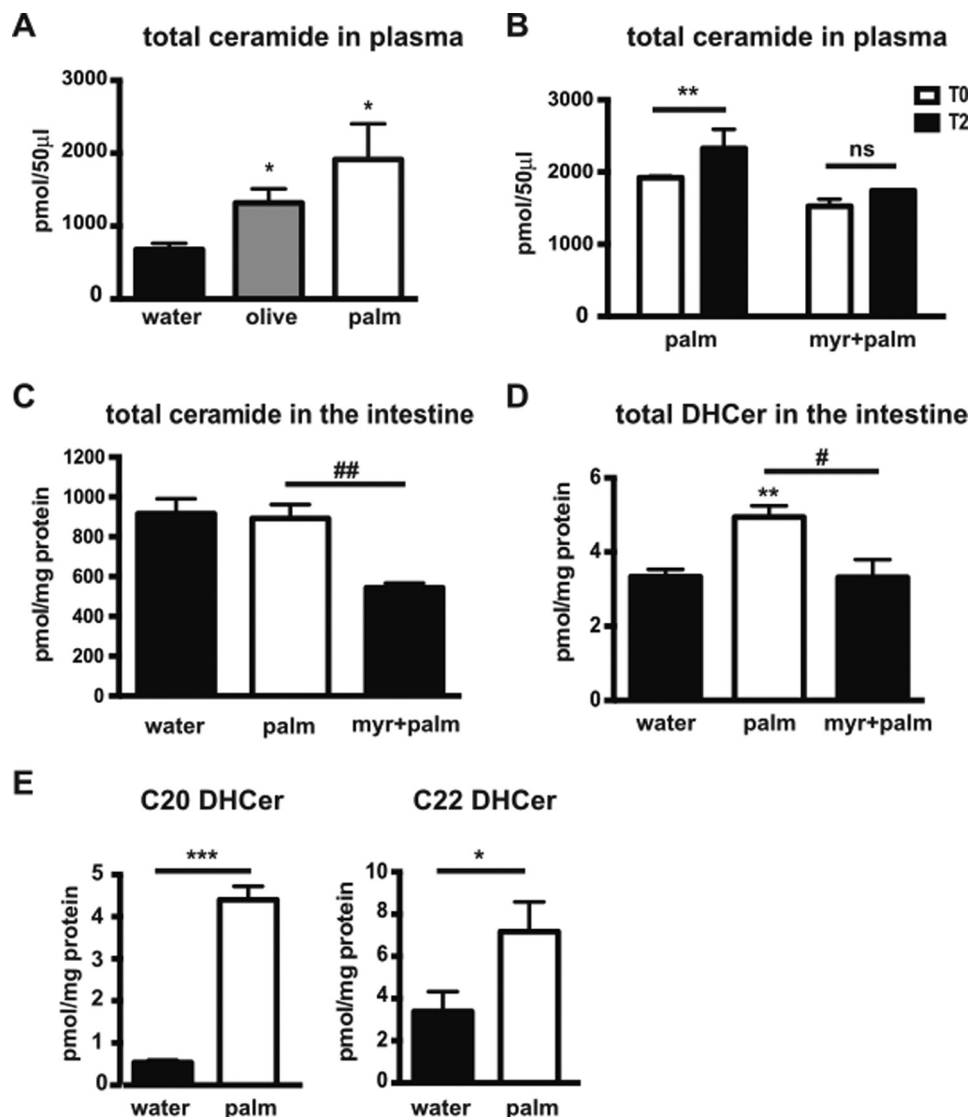 A
total ceramide in plasma
pmol/50µl
3000
2000
1000
0
*
*
water olive palm
B
total ceramide in plasma
pmol/50µl
3000
2000
1000
0
**
ns
T0
T2
palm myr+palm
C
total ceramide in the intestine
pmol/mg protein
1200
1000
800
600
400
200
0
##
water palm myr+palm
D
total DHCer in the intestine
pmol/mg protein
6
4
2
0
#
**
water palm myr+palm
E
C20 DHCer
pmol/mg protein
5
4
3
2
1
0
***
water palm
C22 DHCer
pmol/mg protein
10
8
6
4
2
0
*
water palm